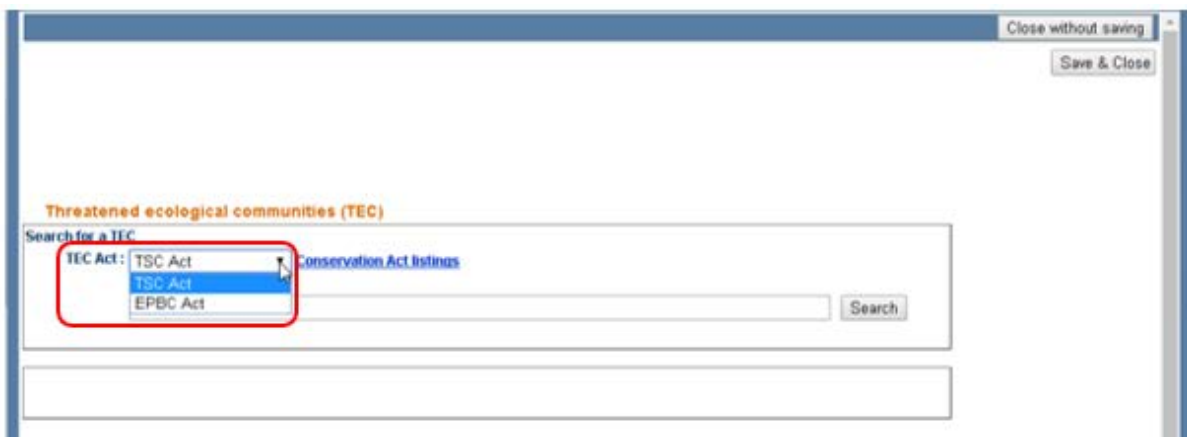 Close without saving
Save & Close
Threatened ecological communities (TEC)
Search for a TEC
TEC Act: TSC Act Conservation Act listings
TSC Act
EPBC Act
Search